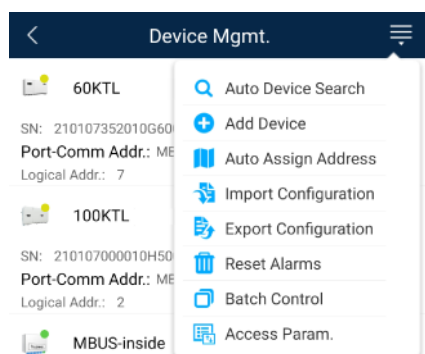 Device Mgmt.
60KTL
SN: 210107352010G60
Port-Comm Addr.: ME
Logical Addr.: 7
100KTL
SN: 210107000010H50
Port-Comm Addr.: ME
Logical Addr.: 2
MBUS-inside
Auto Device Search
Add Device
Auto Assign Address
Import Configuration
Export Configuration
Reset Alarms
Batch Control
Access Param.